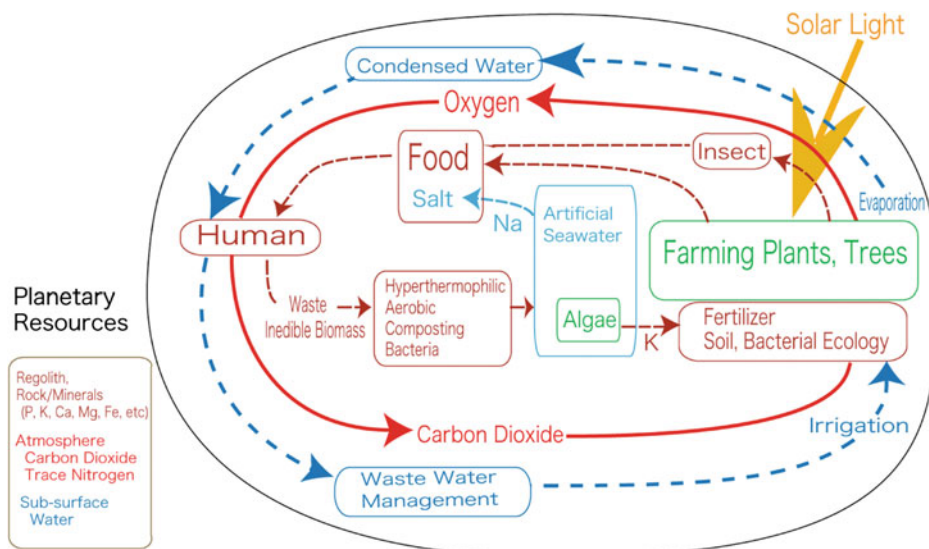 Solar Light
Condensed Water
Oxygen
Insect
Food
Salt
Na
Artificial
Seawater
Evaporation
Human
Farming Plants, Trees
Planetary
Resources
Waste
Inedible Biomass
Hyperthermophilic
Aerobic
Composting
Bacteria
Algae
K
Fertilizer
Soil, Bacterial Ecology
Regolith,
Rock/Minerals
(P, K, Ca, Mg, Fe, etc)
Atmosphere
Carbon Dioxide
Trace Nitrogen
Sub-surface
Water
Carbon Dioxide
Irrigation
Waste Water
Management